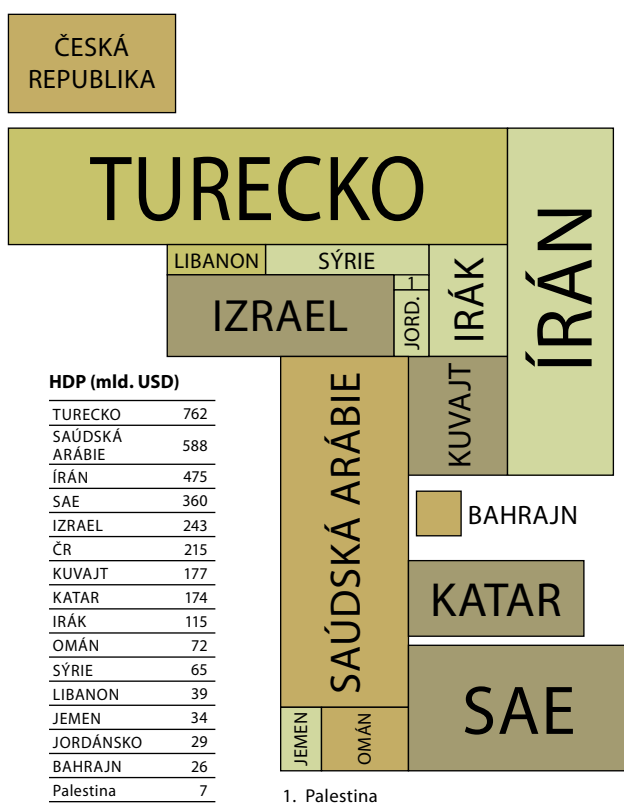 ČESKÁ
REPUBLIKA
TURECKO
ÍRÁN
LIBANON
SÝRIE
IRÁK
1
JORD.
IZRAEL
SAÚDSKÁ ARÁBIE
KUVAJT
BAHRAJN
KATAR
SAE
JEMEN
OMÁN
HDP (mld. USD)
TURECKO 762
SAÚDSKÁ
ARÁBIE 588
ÍRÁN 475
SAE 360
IZRAEL 243
ČR 215
KUVAJT 177
KATAR 174
IRÁK 115
OMÁN 72
SÝRIE 65
LIBANON 39
JEMEN 34
JORDÁNSKO 29
BAHRAJN 26
Palestina 7
1. Palestina